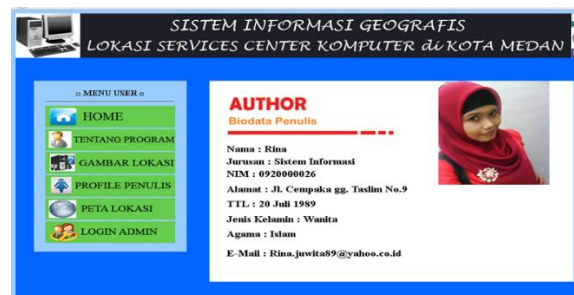 SISTEM INFORMASI GEOGRAFIS
LOKASI SERVICES CENTER KOMPUTER di KOTA MEDAN
MENU USER
HOME
TENTANG PROGRAM
GAMBAR LOKASI
PROFILE PENULIS
PETA LOKASI
LOGIN ADMIN
AUTHOR
Biodata Penulis
Nama : Rina
Jurusan : Sistem Informasi
NIM : 0920000026
Alamat : Jl. Cempaka gg. Taslim No.9
TTL : 20 Juli 1989
Jenis Kelamin : Wanita
Agama : Islam
E-Mail : Rina.juwita89@yahoo.co.id